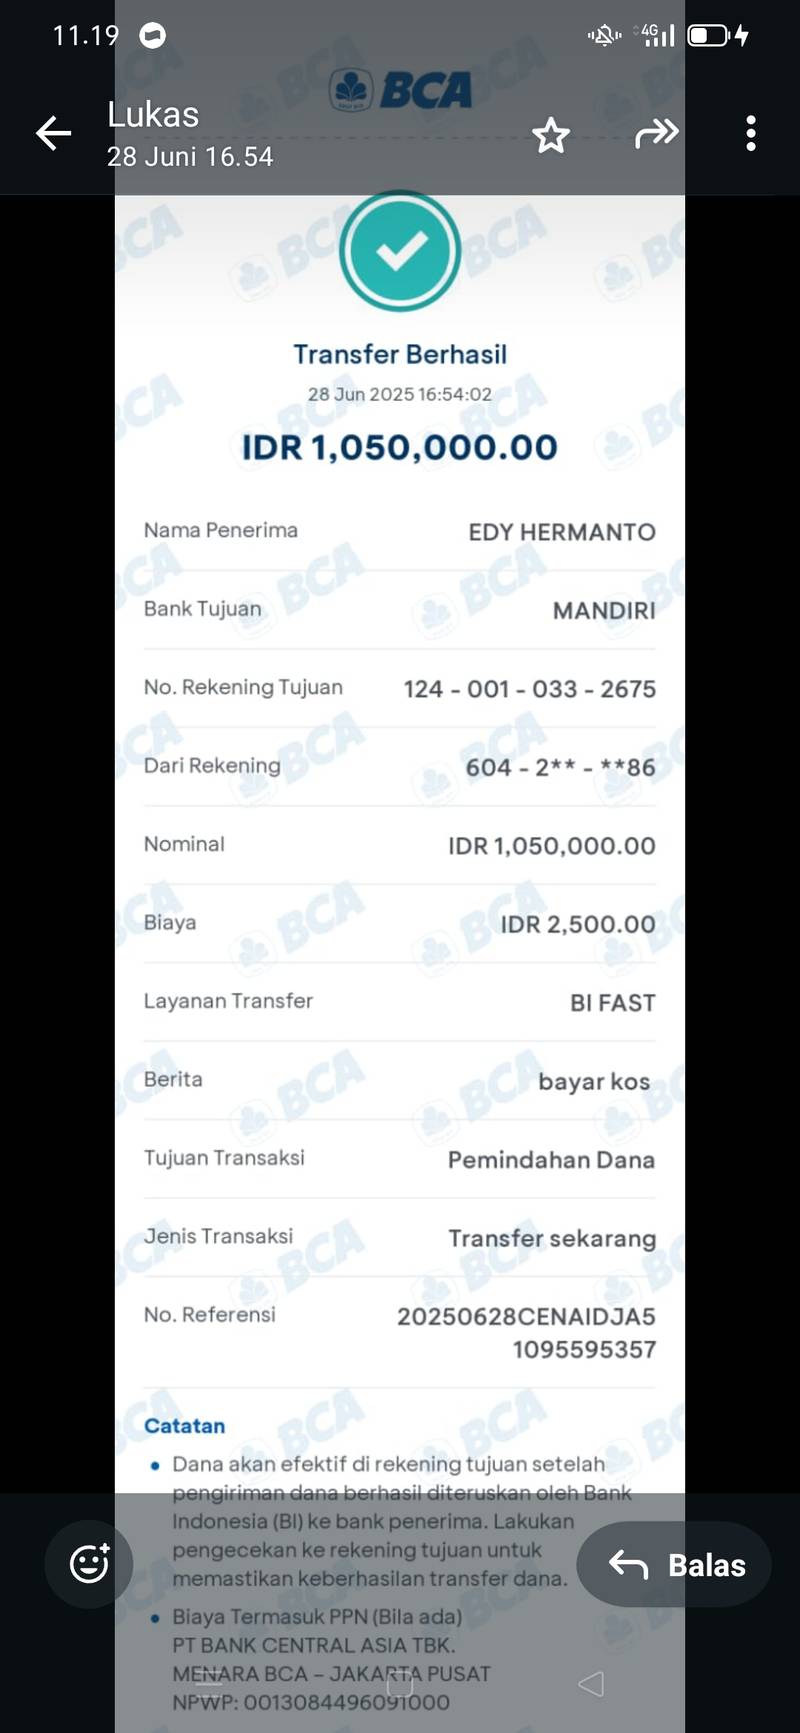 11.19
4G
BCA
Lukas
28 Juni 16.54
Transfer Berhasil
28 Jun 2025 16:54:02
IDR 1,050,000.00
Nama Penerima EDY HERMANTO
Bank Tujuan MANDIRI
No. Rekening Tujuan 124 - 001 - 033 - 2675
Dari Rekening 604 - 2** - **86
Nominal IDR 1,050,000.00
Biaya IDR 2,500.00
Layanan Transfer BI FAST
Berita bayar kos
Tujuan Transaksi Pemindahan Dana
Jenis Transaksi Transfer sekarang
No. Referensi 20250628CENAIDJA5
1095595357
Catatan
• Dana akan efektif di rekening tujuan setelah
pengiriman dana berhasil diteruskan oleh Bank
Indonesia (BI) ke bank penerima. Lakukan
pengecekan ke rekening tujuan untuk
memastikan keberhasilan transfer dana.
Balas
• Biaya Termasuk PPN (Bila ada)
PT BANK CENTRAL ASIA TBK.
MENARA BCA – JAKARTA PUSAT
NPWP: 0013084496091000